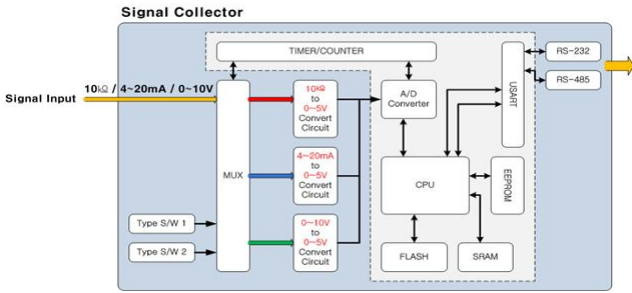 Signal Collector
TIMER/COUNTER
RS-232
RS-485
USART
10kΩ / 4~20mA / 0~10V
Signal Input
10kΩ
to
0~5V
Convert
Circuit
A/D
Converter
MUX
4~20mA
to
0~5V
Convert
Circuit
CPU
EEPROM
Type S/W 1
Type S/W 2
0~10V
to
0~5V
Convert
Circuit
FLASH
SRAM